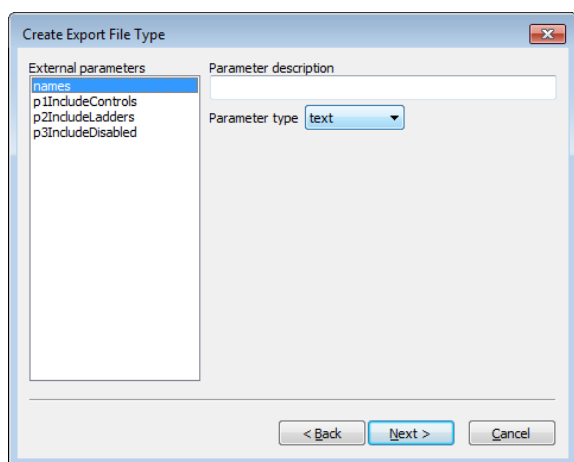 Create Export File Type
External parameters
names
p1IncludeControls
p2IncludeLadders
p3IncludeDisabled
Parameter description
Parameter type text
< Back Next > Cancel